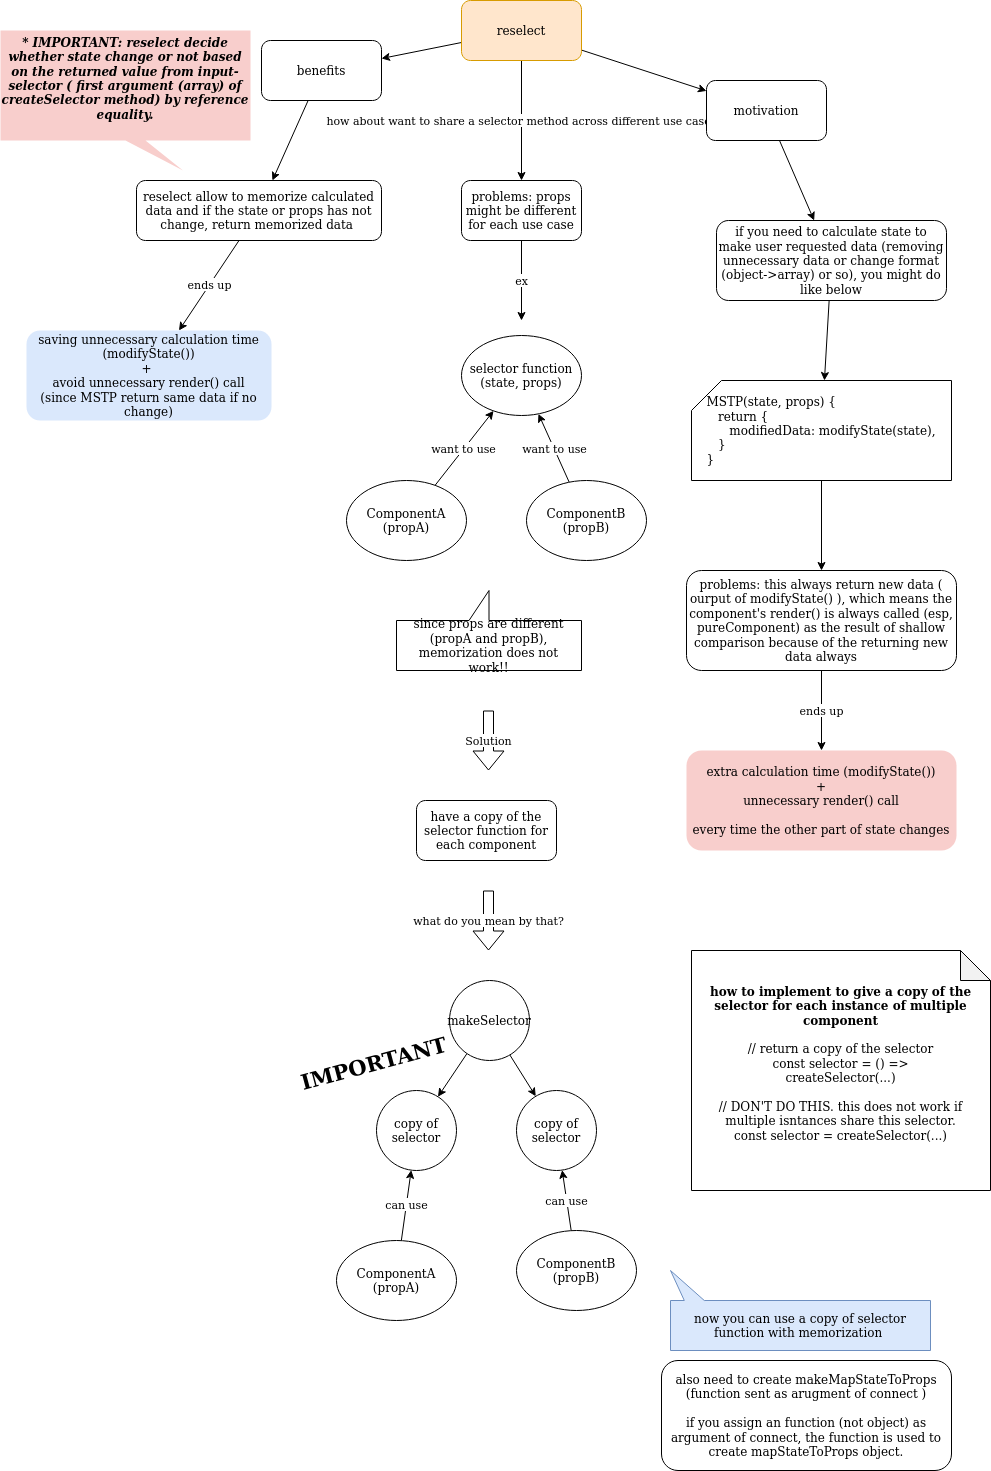 reselect
* IMPORTANT: reselect decide
whether state change or not based
on the returned value from input-
selector ( first argument (array) of
createSelector method) by reference
equality.
benefits
motivation
how about want to share a selector method across different use case
reselect allow to memorize calculated
data and if the state or props has not
change, return memorized data
problems: props
might be different
for each use case
if you need to calculate state to
make user requested data (removing
unnecessary data or change format
(object->array) or so), you might do
like below
ends up
ex
saving unnecessary calculation time
(modifyState())
+
avoid unnecessary render() call
(since MSTP return same data if no
change)
selector function
(state, props)
MSTP(state, props) {
return {
modifiedData: modifyState(state),
}
}
want to use
want to use
ComponentA
(propA)
ComponentB
(propB)
since props are different
(propA and propB),
memorization does not
work!!
problems: this always return new data (
ourput of modifyState() ), which means the
component's render() is always called (esp,
pureComponent) as the result of shallow
comparison because of the returning new
data always
ends up
Solution
extra calculation time (modifyState())
+
unnecessary render() call
every time the other part of state changes
have a copy of the
selector function for
each component
what do you mean by that?
makeSelector
IMPORTANT
copy of
selector
copy of
selector
can use
can use
ComponentA
(propA)
ComponentB
(propB)
how to implement to give a copy of the
selector for each instance of multiple
component
// return a copy of the selector
const selector = () =>
createSelector(...)
// DON'T DO THIS. this does not work if
multiple isntances share this selector.
const selector = createSelector(...)
now you can use a copy of selector
function with memorization
also need to create makeMapStateToProps
(function sent as arugment of connect )
if you assign an function (not object) as
argument of connect, the function is used to
create mapStateToProps object.